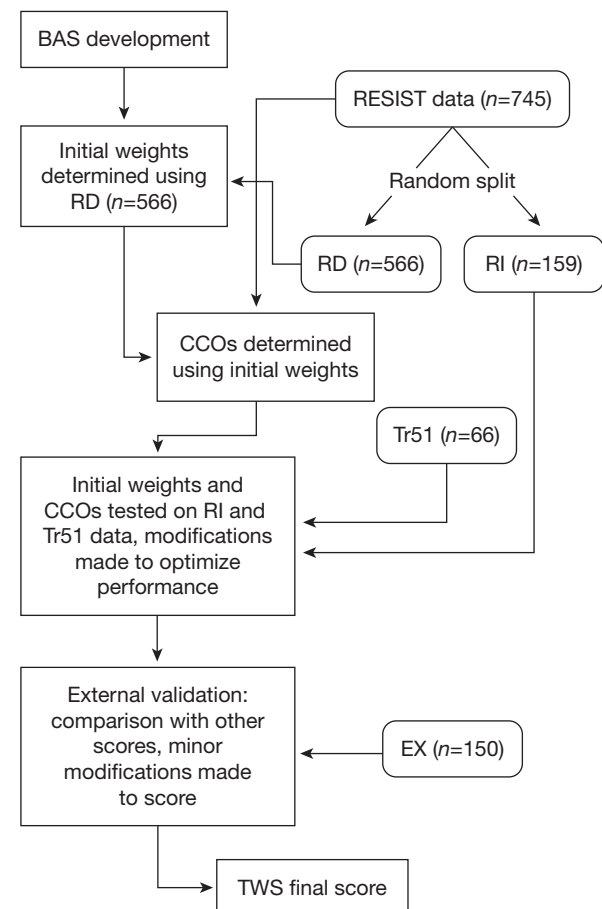 BAS development
RESIST data (n=745)
Initial weights
determined using
RD (n=566)
Random split
RD (n=566)
RI (n=159)
CCOs determined
using initial weights
Tr51 (n=66)
Initial weights and
CCOs tested on RI and
Tr51 data, modifications
made to optimize
performance
External validation:
comparison with other
scores, minor
modifications made
to score
EX (n=150)
TWS final score